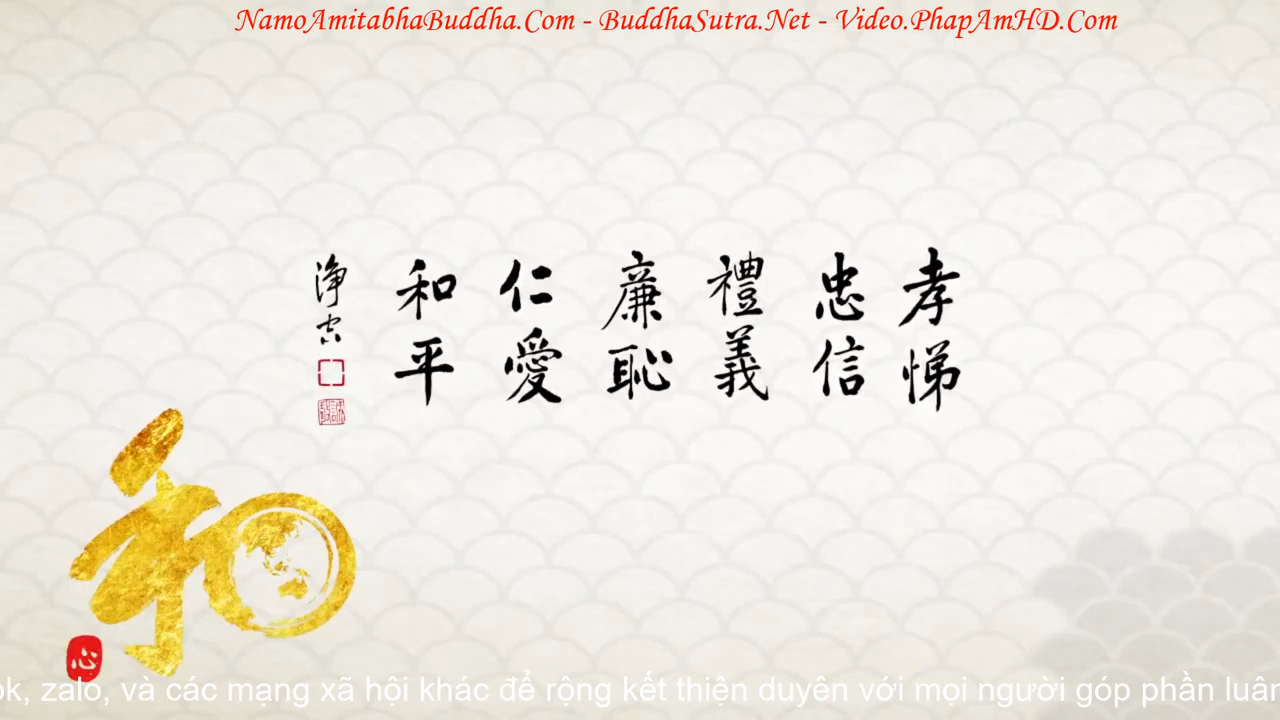 NamoAmitabhaBuddha.Com - BuddhaSutra.Net - Video.PhapAmHD.Com
孝悌
忠信
禮義
廉恥
仁愛
和平
淨空
和
心
ok, zalo, và các mạng xã hội khác để rộng kết thiện duyên với mọi người góp phần luân